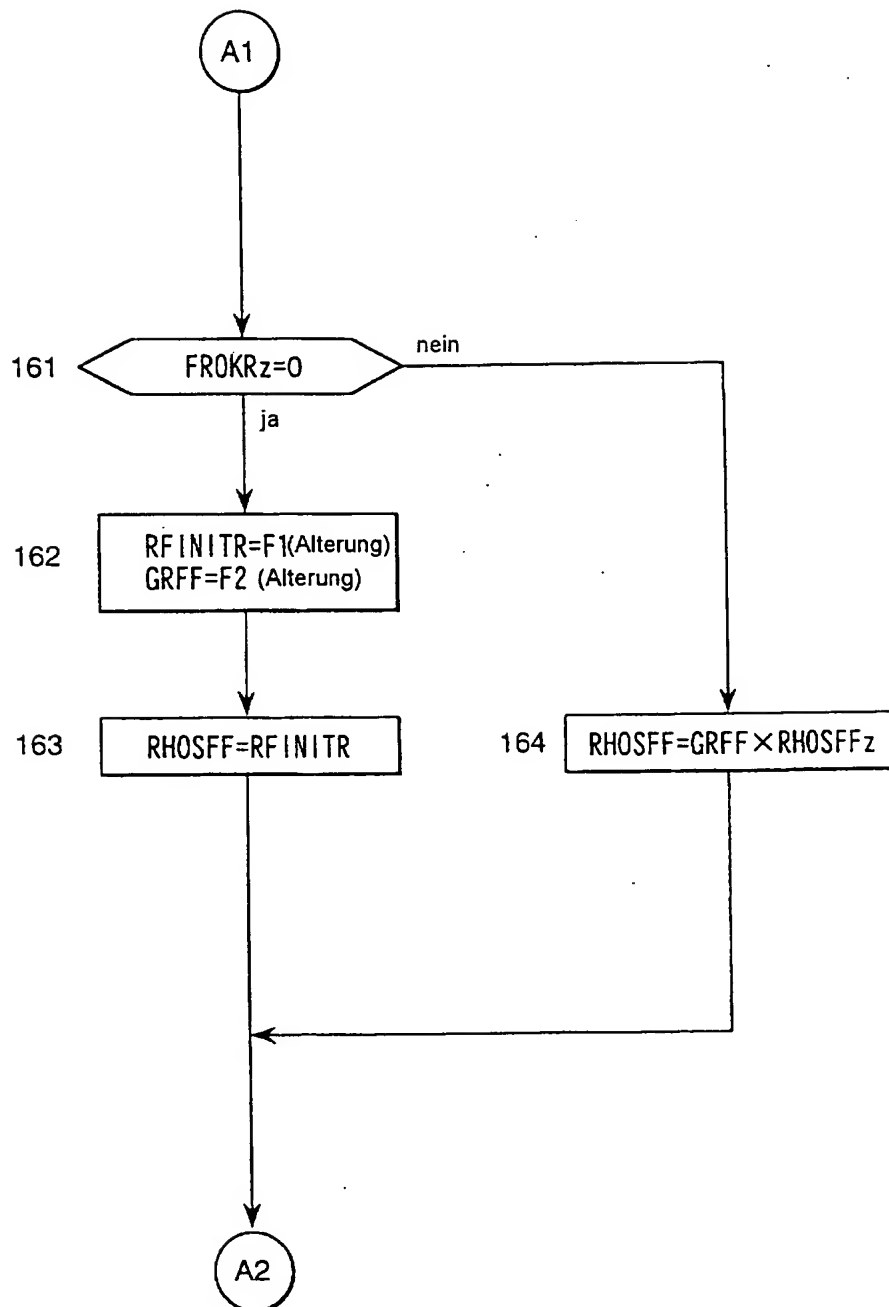 A1
161
FROKRz=0
nein
ja
162
RFINITR=F1(Alterung)
GRFF=F2 (Alterung)
163
RHOSFF=RFINITR
164
RHOSFF=GRFF×RHOSFFz
A2